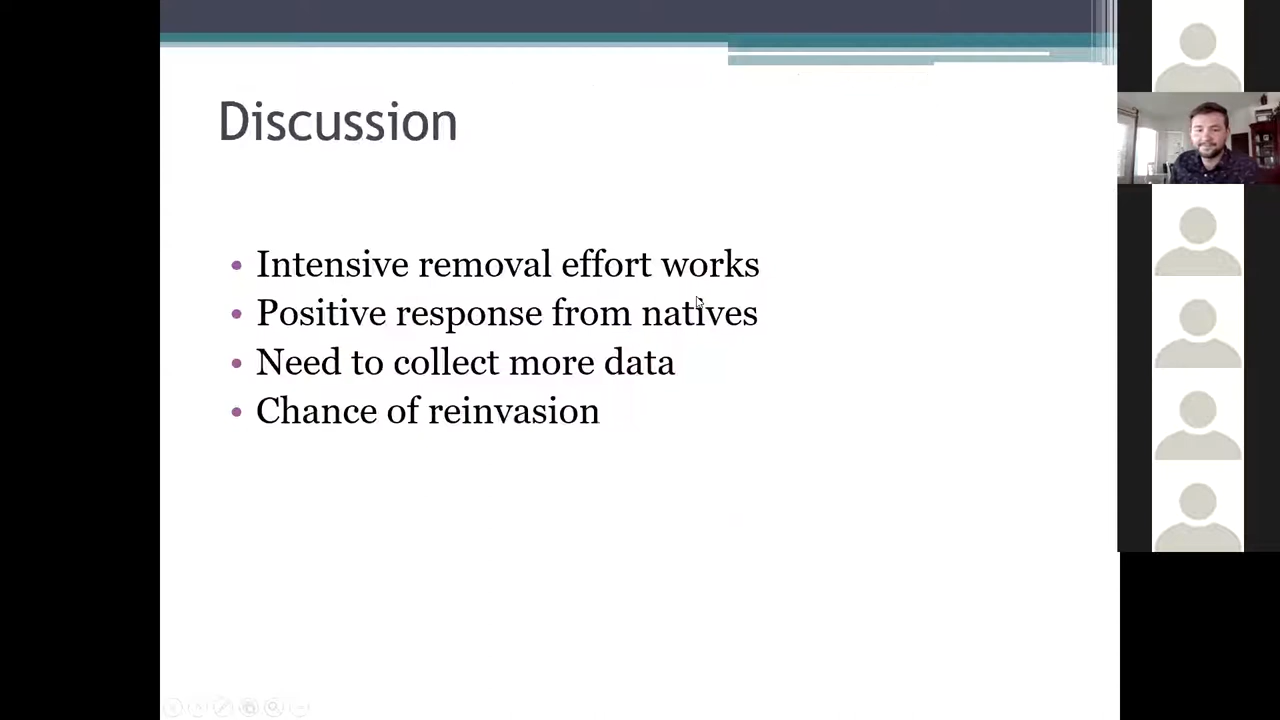 Discussion
• Intensive removal effort works
• Positive response from natives
• Need to collect more data
• Chance of reinvasion